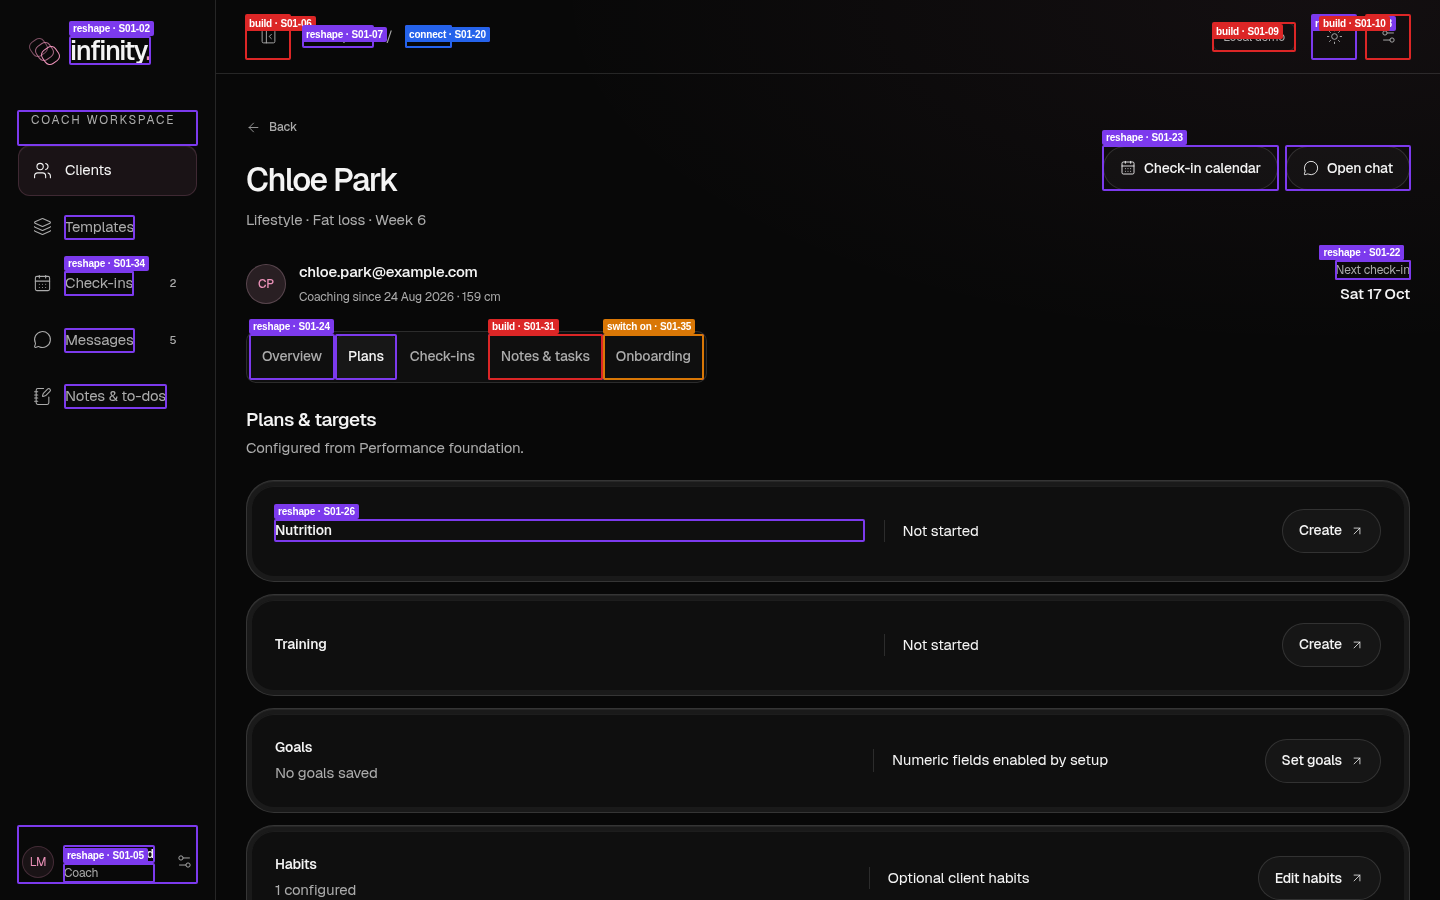 reshape · S01-02
infinity.
build · S01-06
reshape · S01-07
/
connect · S01-20
build · S01-09
build · S01-10
COACH WORKSPACE
Clients
Templates
reshape · S01-34
Check-ins
2
Messages
5
Notes & to-dos
LM
reshape · S01-05
Coach
Back
Chloe Park
Lifestyle · Fat loss · Week 6
reshape · S01-23
Check-in calendar
Open chat
CP
chloe.park@example.com
Coaching since 24 Aug 2026 · 159 cm
reshape · S01-22
Next check-in
Sat 17 Oct
reshape · S01-24
build · S01-31
switch on · S01-35
Overview
Plans
Check-ins
Notes & tasks
Onboarding
Plans & targets
Configured from Performance foundation.
reshape · S01-26
Nutrition
Not started
Create
Training
Not started
Create
Goals
No goals saved
Numeric fields enabled by setup
Set goals
Habits
1 configured
Optional client habits
Edit habits